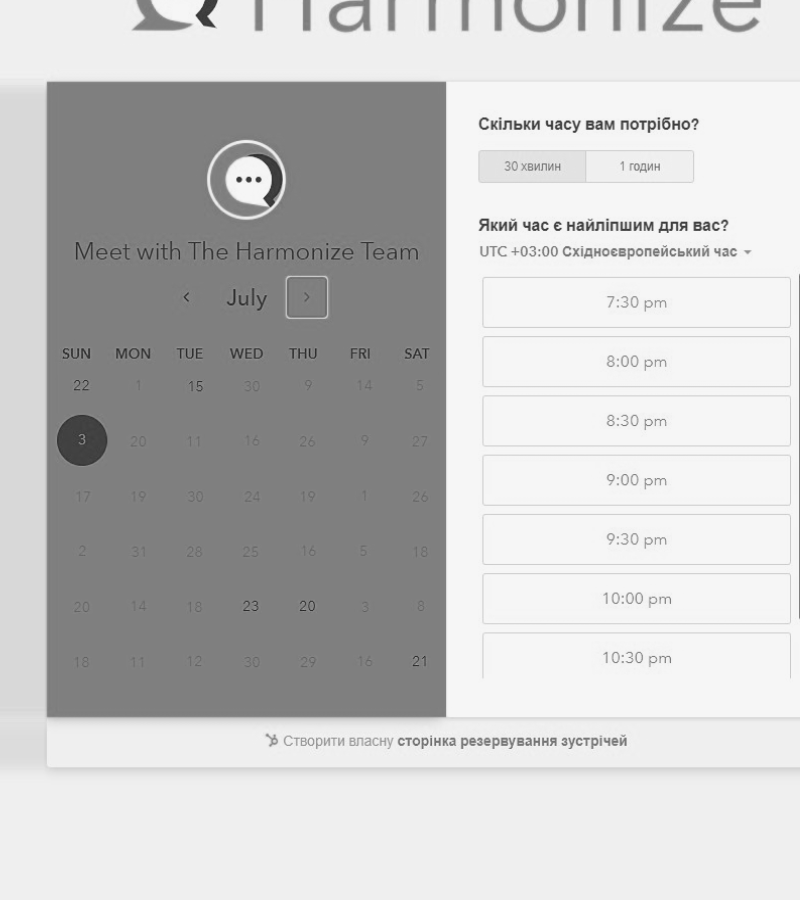 Harmonize
Meet with The Harmonize Team
July
SUN MON TUE WED THU FRI SAT
22 1 15 30 9 14 5
3 20 11 16 26 9 27
17 19 30 24 19 1 26
2 31 28 25 16 5 18
20 14 18 23 20 3 8
18 11 12 30 29 16 21
Скільки часу вам потрібно?
30 хвилин 1 годин
Який час є найліпшим для вас?
UTC +03:00 Східноєвропейський час
7:30 pm
8:00 pm
8:30 pm
9:00 pm
9:30 pm
10:00 pm
10:30 pm
Створити власну сторінка резервування зустрічей